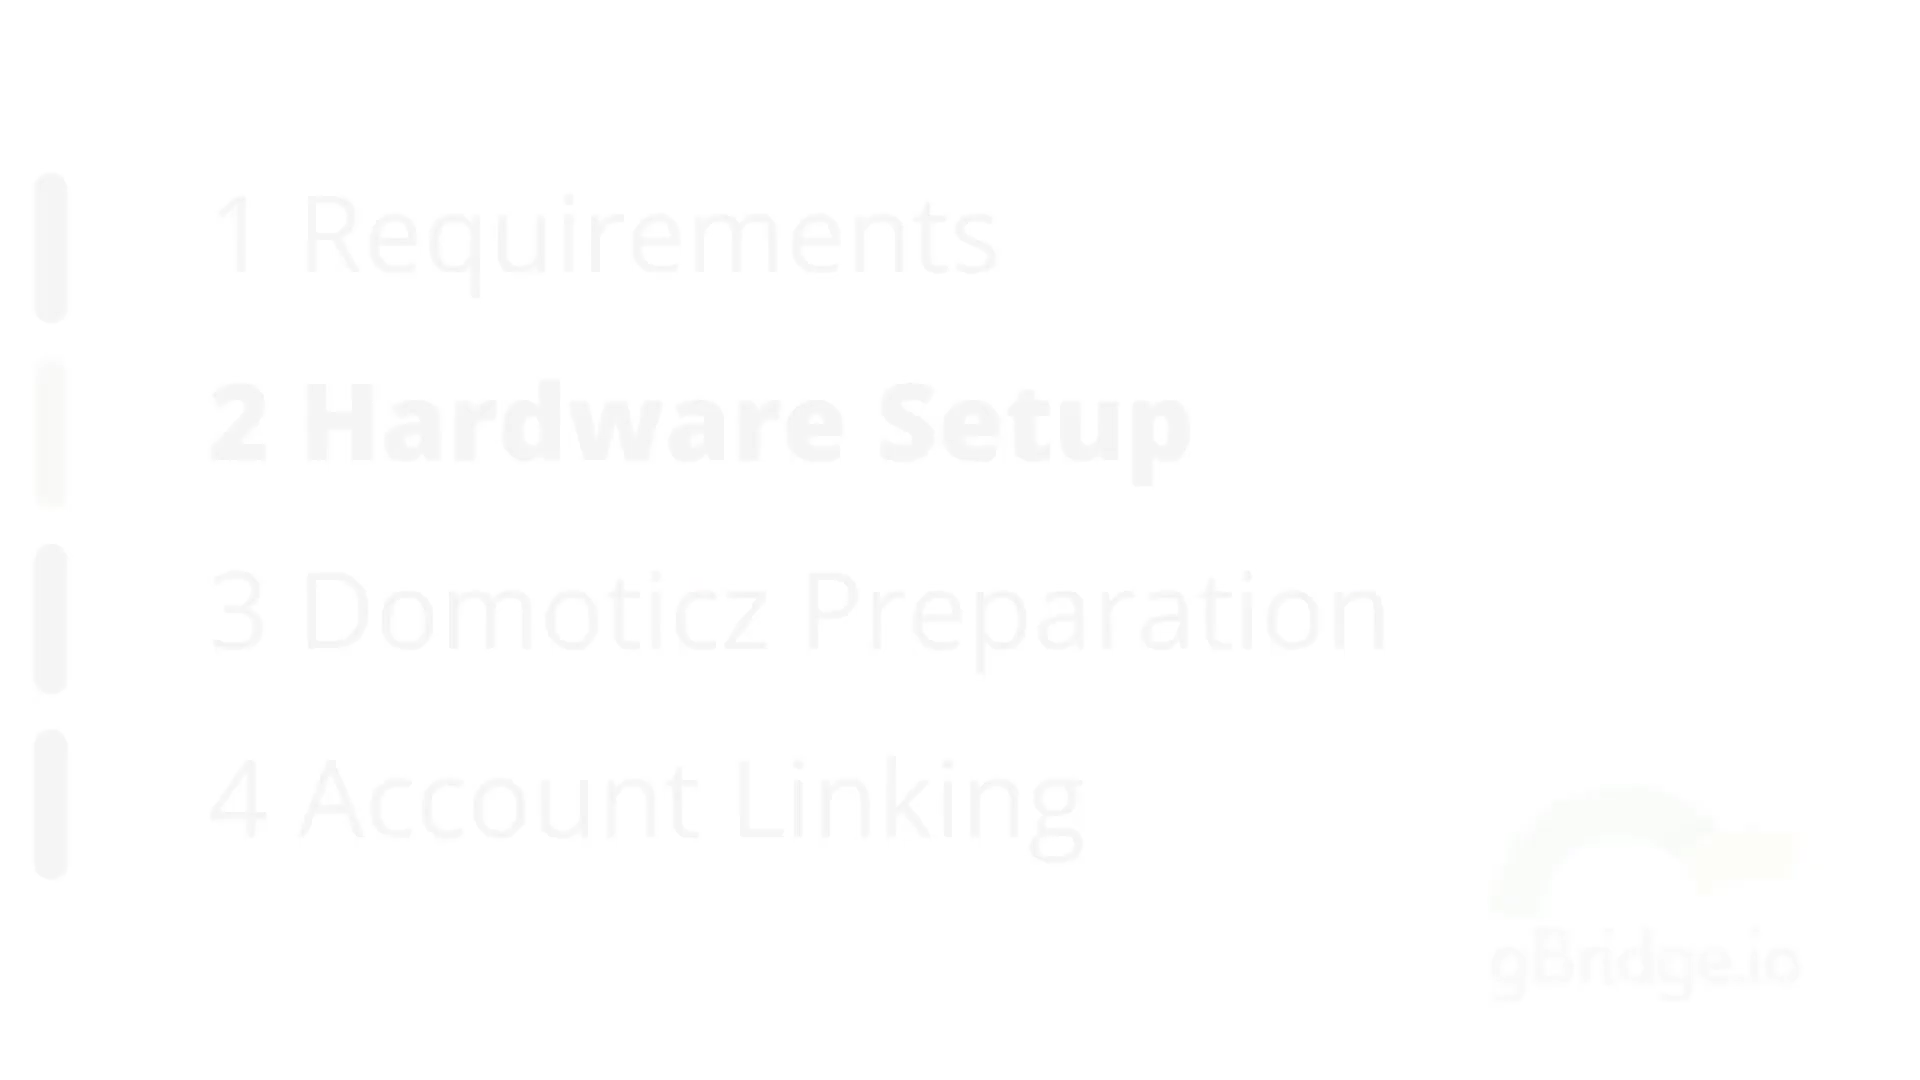 1 Requirements
2 Hardware Setup
3 Domoticz Preparation
4 Account Linking
gBridge.io